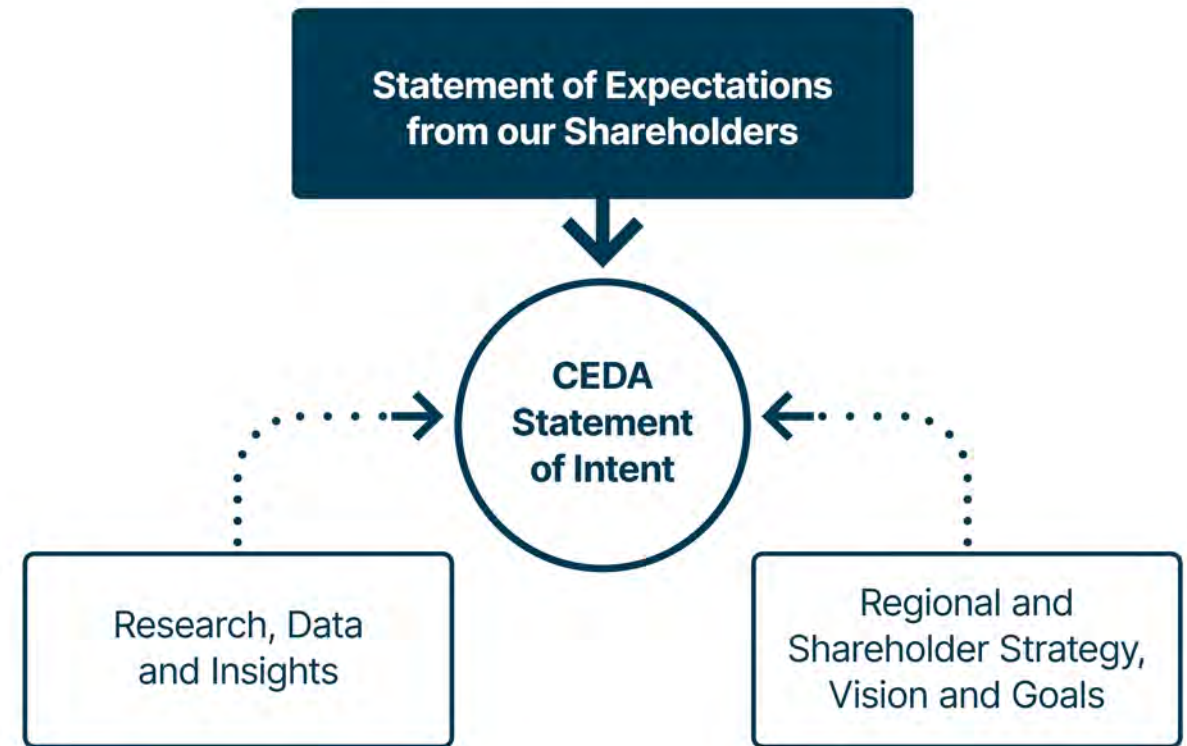 Statement of Expectations
from our Shareholders
CEDA
Statement
of Intent
Research, Data
and Insights
Regional and
Shareholder Strategy,
Vision and Goals